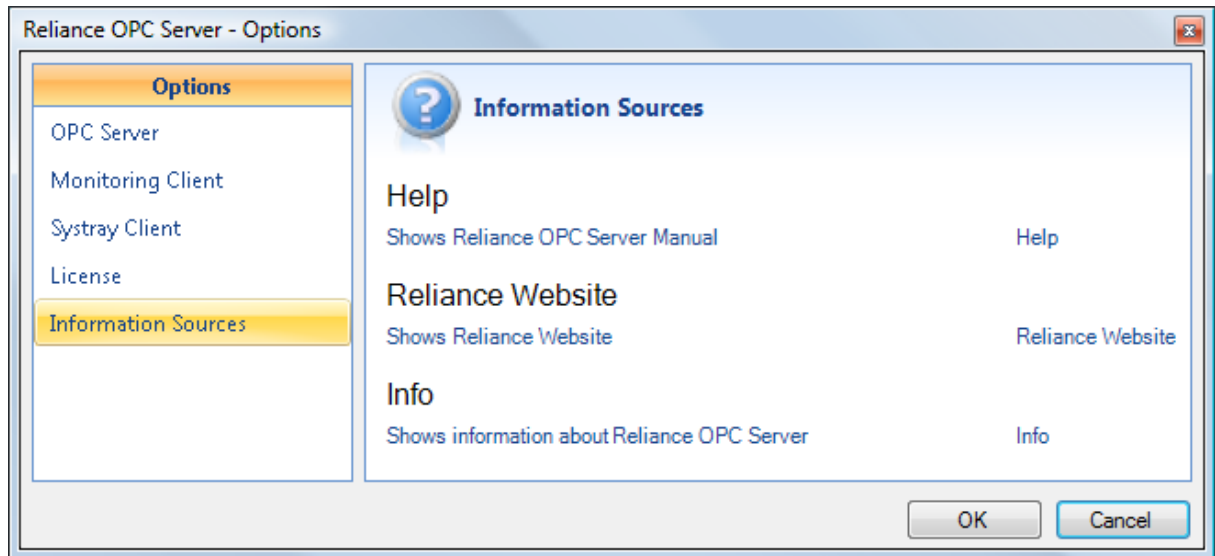 Reliance OPC Server - Options
Options
OPC Server
Monitoring Client
Systray Client
License
Information Sources
Information Sources
Help
Shows Reliance OPC Server Manual Help
Reliance Website
Shows Reliance Website Reliance Website
Info
Shows information about Reliance OPC Server Info
OK Cancel